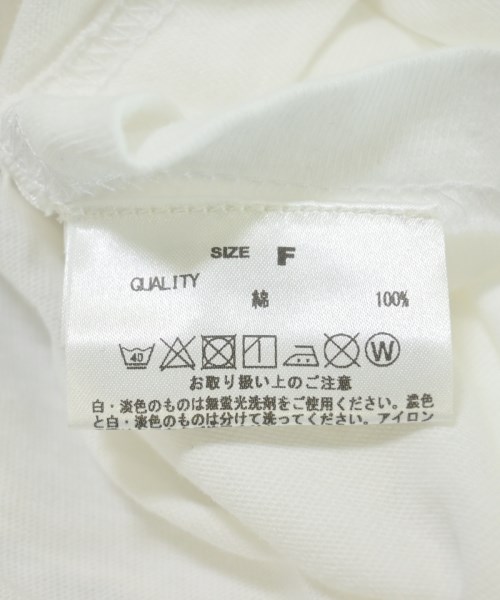 SIZE F
QUALITY
綿 100%
40 W
お取り扱い上のご注意
白・淡色のものは無蛍光洗剤をご使用ください。濃色
と白・淡色のものは分けて洗ってください。アイロン